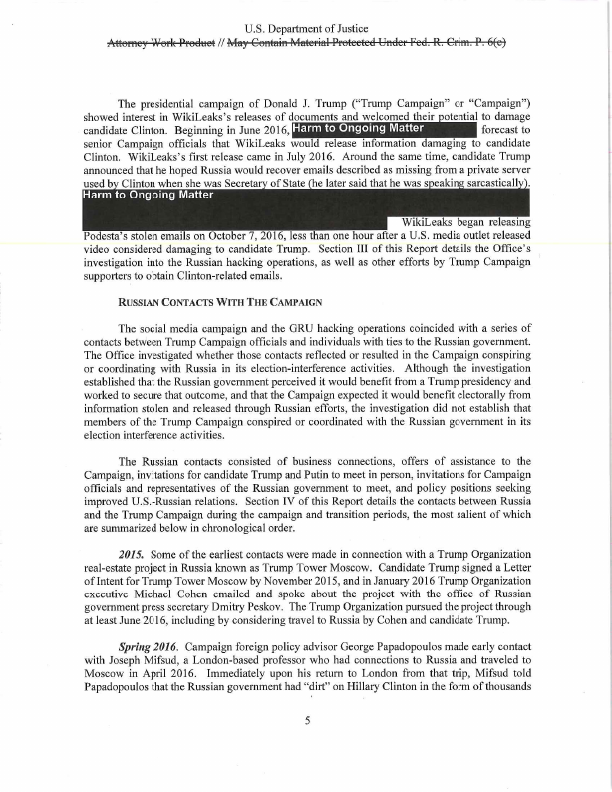 U.S. Department of Justice
Attorney Work Product // May Contain Material Protected Under Fed. R. Crim. P. 6(e)
The presidential campaign of Donald J. Trump (“Trump Campaign” or “Campaign”)
showed interest in WikiLeaks’s releases of documents and welcomed their potential to damage
candidate Clinton. Beginning in June 2016, Harm to Ongoing Matter forecast to
senior Campaign officials that WikiLeaks would release information damaging to candidate
Clinton. WikiLeaks’s first release came in July 2016. Around the same time, candidate Trump
announced that he hoped Russia would recover emails described as missing from a private server
used by Clinton when she was Secretary of State (he later said that he was speaking sarcastically).
Harm to Ongoing Matter
WikiLeaks began releasing
Podesta’s stolen emails on October 7, 2016, less than one hour after a U.S. media outlet released
video considered damaging to candidate Trump. Section III of this Report details the Office’s
investigation into the Russian hacking operations, as well as other efforts by Trump Campaign
supporters to obtain Clinton-related emails.
RUSSIAN CONTACTS WITH THE CAMPAIGN
The social media campaign and the GRU hacking operations coincided with a series of
contacts between Trump Campaign officials and individuals with ties to the Russian government.
The Office investigated whether those contacts reflected or resulted in the Campaign conspiring
or coordinating with Russia in its election-interference activities. Although the investigation
established that the Russian government perceived it would benefit from a Trump presidency and
worked to secure that outcome, and that the Campaign expected it would benefit electorally from
information stolen and released through Russian efforts, the investigation did not establish that
members of the Trump Campaign conspired or coordinated with the Russian government in its
election interference activities.
The Russian contacts consisted of business connections, offers of assistance to the
Campaign, invitations for candidate Trump and Putin to meet in person, invitations for Campaign
officials and representatives of the Russian government to meet, and policy positions seeking
improved U.S.-Russian relations. Section IV of this Report details the contacts between Russia
and the Trump Campaign during the campaign and transition periods, the most salient of which
are summarized below in chronological order.
2015. Some of the earliest contacts were made in connection with a Trump Organization
real-estate project in Russia known as Trump Tower Moscow. Candidate Trump signed a Letter
of Intent for Trump Tower Moscow by November 2015, and in January 2016 Trump Organization
executive Michael Cohen emailed and spoke about the project with the office of Russian
government press secretary Dmitry Peskov. The Trump Organization pursued the project through
at least June 2016, including by considering travel to Russia by Cohen and candidate Trump.
Spring 2016. Campaign foreign policy advisor George Papadopoulos made early contact
with Joseph Mifsud, a London-based professor who had connections to Russia and traveled to
Moscow in April 2016. Immediately upon his return to London from that trip, Mifsud told
Papadopoulos that the Russian government had “dirt” on Hillary Clinton in the form of thousands
5